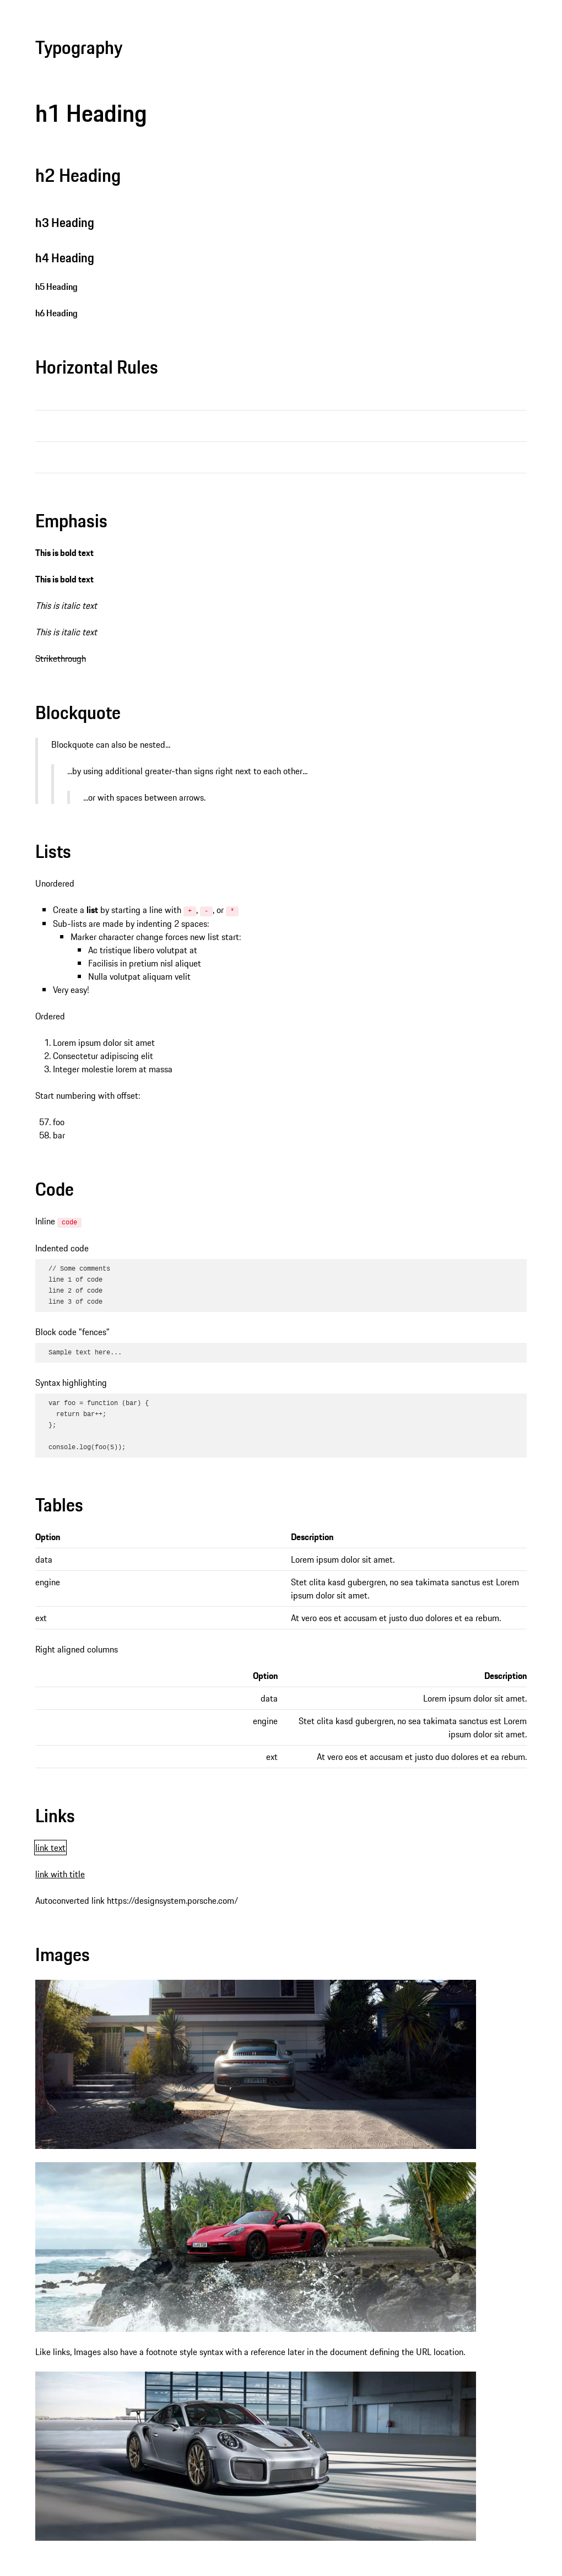 Typography
h1 Heading
h2 Heading
h3 Heading
h4 Heading
h5 Heading
h6 Heading
Horizontal Rules
Emphasis
This is bold text
This is bold text
This is italic text
This is italic text
Strikethrough
Blockquote
Blockquote can also be nested...
...by using additional greater-than signs right next to each other...
...or with spaces between arrows.
Lists
Unordered
Create a list by starting a line with + , - , or *
Sub-lists are made by indenting 2 spaces:
Marker character change forces new list start:
Ac tristique libero volutpat at
Facilisis in pretium nisl aliquet
Nulla volutpat aliquam velit
Very easy!
Ordered
1. Lorem ipsum dolor sit amet
2. Consectetur adipiscing elit
3. Integer molestie lorem at massa
Start numbering with offset:
57. foo
58. bar
Code
Inline code
Indented code
// Some comments
line 1 of code
line 2 of code
line 3 of code
Block code "fences"
Sample text here...
Syntax highlighting
var foo = function (bar) {
  return bar++;
};
console.log(foo(5));
Tables
Option Description
data Lorem ipsum dolor sit amet.
engine Stet clita kasd gubergren, no sea takimata sanctus est Lorem
ipsum dolor sit amet.
ext At vero eos et accusam et justo duo dolores et ea rebum.
Right aligned columns
Option Description
data Lorem ipsum dolor sit amet.
engine Stet clita kasd gubergren, no sea takimata sanctus est Lorem
ipsum dolor sit amet.
ext At vero eos et accusam et justo duo dolores et ea rebum.
Links
link text
link with title
Autoconverted link https://designsystem.porsche.com/
Images
Like links, Images also have a footnote style syntax with a reference later in the document defining the URL location.